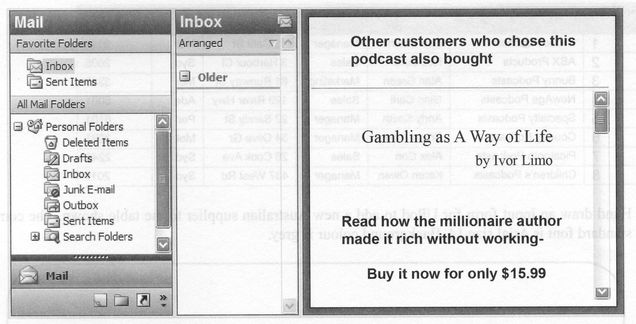 Mail
Favorite Folders
Inbox
Sent Items
All Mail Folders
Personal Folders
Deleted Items
Drafts
Inbox
Junk E-mail
Outbox
Sent Items
Search Folders
Mail
Inbox
Arranged
Older
Other customers who chose this
podcast also bought
Gambling as A Way of Life
by Ivor Limo
Read how the millionaire author
made it rich without working-
Buy it now for only $15.99